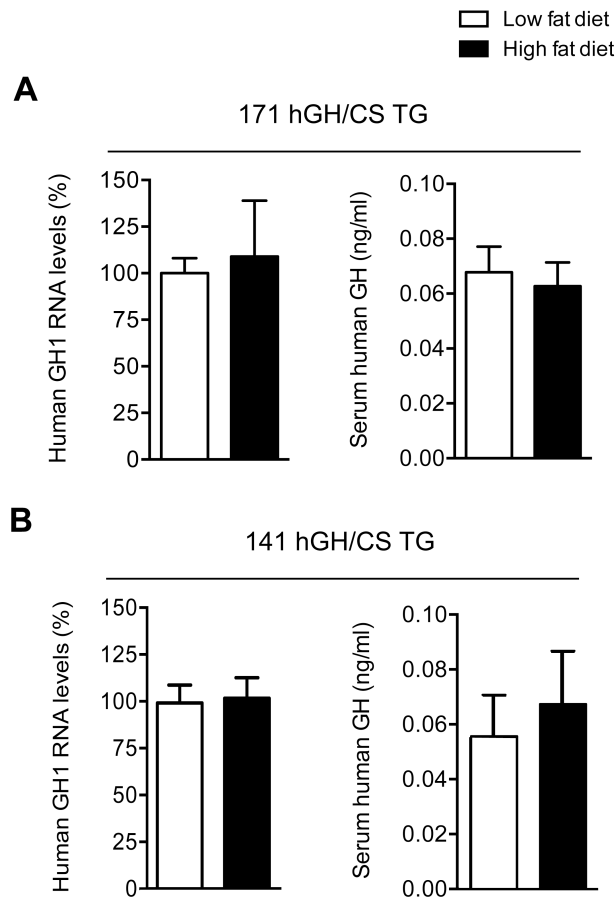 Low fat diet
High fat diet
A
171 hGH/CS TG
Human GH1 RNA levels (%)
150
125
100
75
50
25
0
Serum human GH (ng/ml)
0.10
0.08
0.06
0.04
0.02
0.00
B
141 hGH/CS TG
Human GH1 RNA levels (%)
150
125
100
75
50
25
0
Serum human GH (ng/ml)
0.10
0.08
0.06
0.04
0.02
0.00